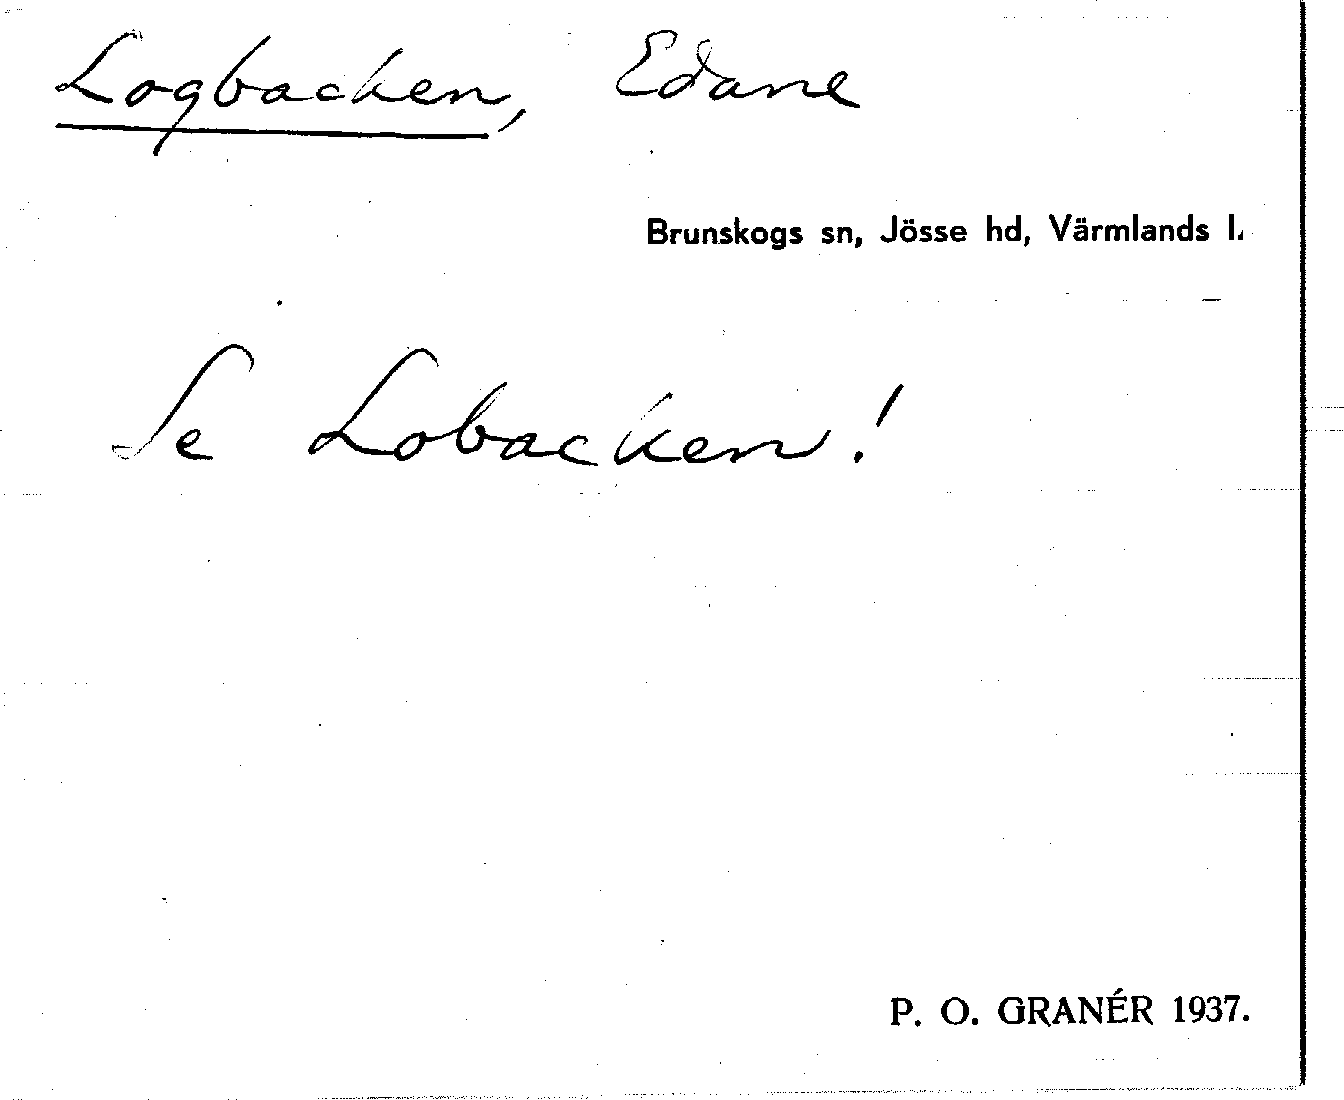 Logbacken, Edane
Brunskogs sn, Jösse hd, Värmlands l.
Se Lobacken!
P. O. GRANÉR 1937.